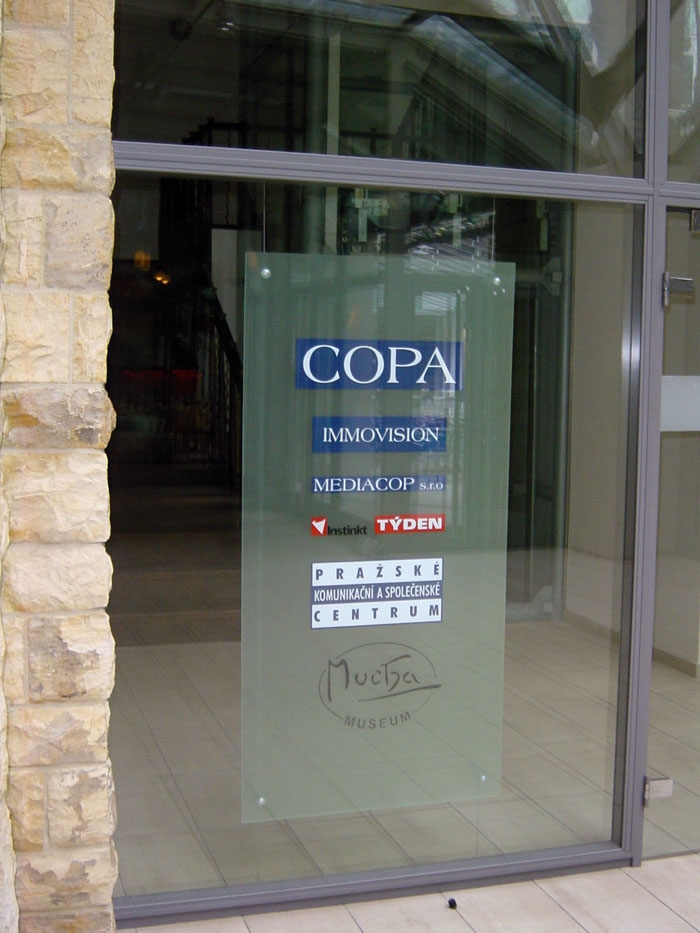 COPA
IMMOVISION
MEDIACOP s.r.o
Instinkt TÝDEN
PRAŽSKÉ
KOMUNIKAČNÍ A SPOLEČENSKÉ
CENTRUM
Mucha
MUSEUM